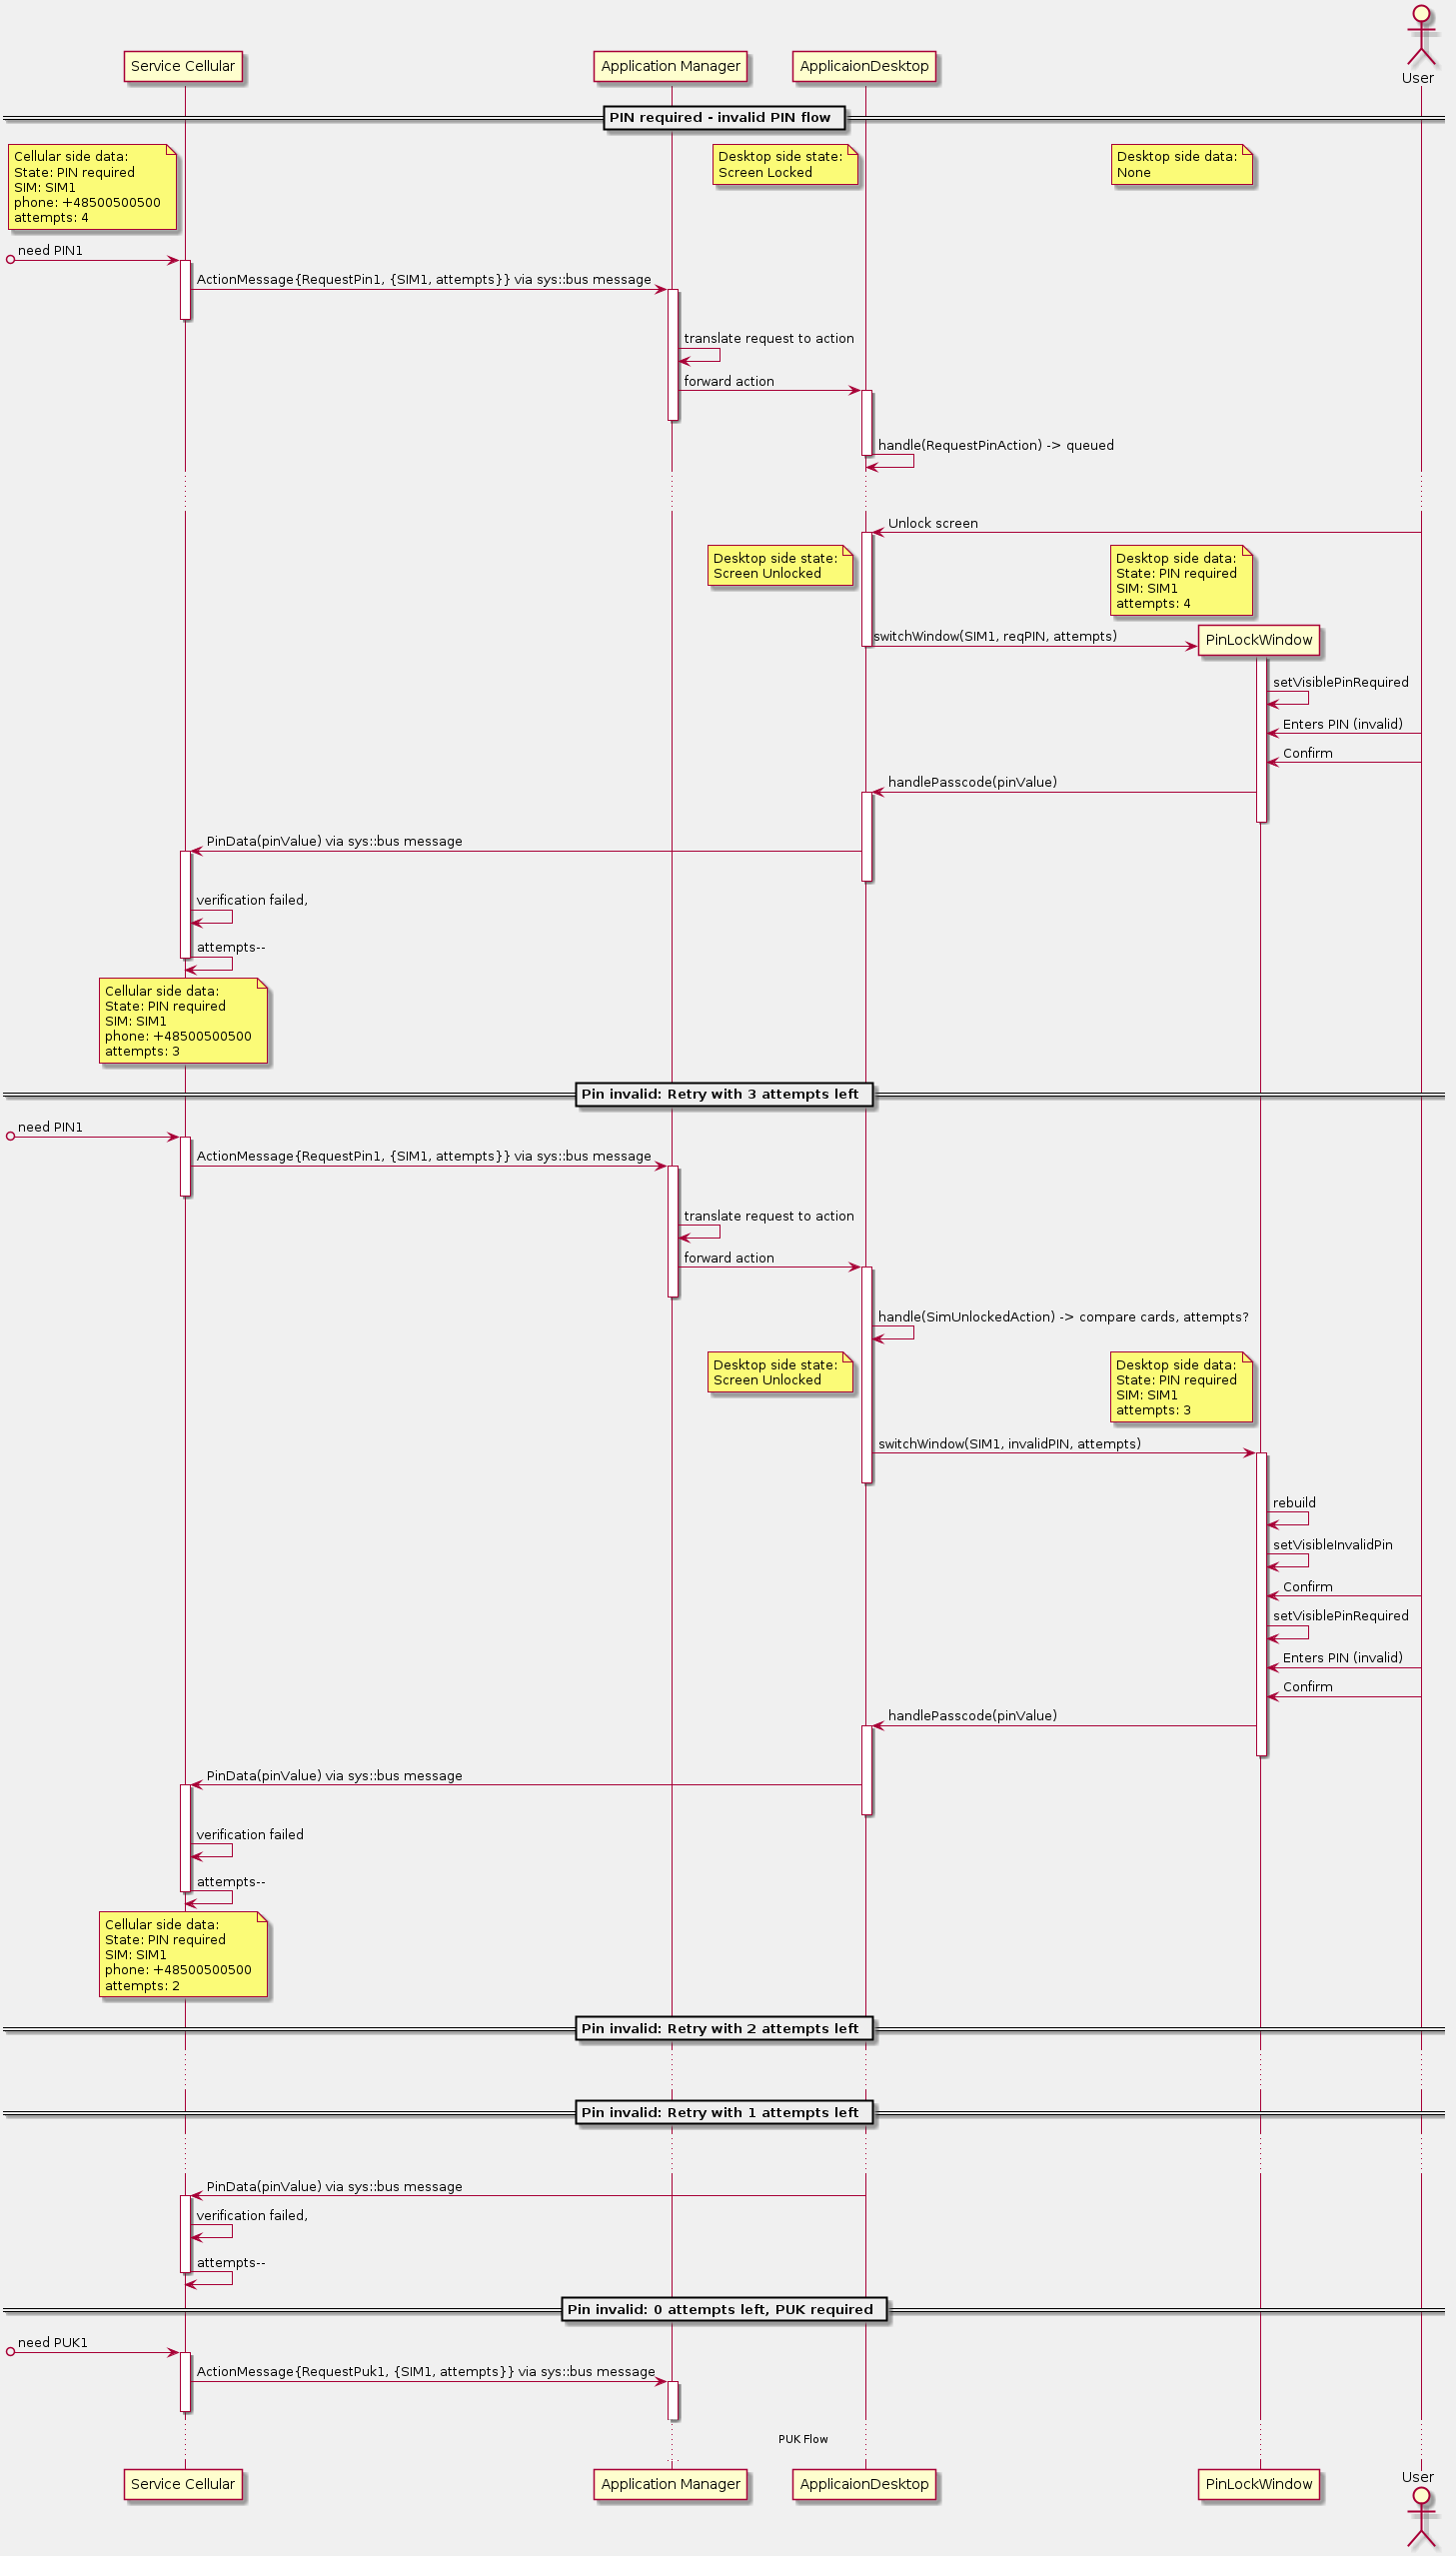 User
Service Cellular
Application Manager
ApplicaionDesktop
PIN required - invalid PIN flow
Cellular side data:
State: PIN required
SIM: SIM1
phone: +48500500500
attempts: 4
Desktop side state:
Screen Locked
Desktop side data:
None
need PIN1
ActionMessage{RequestPin1, {SIM1, attempts}} via sys::bus message
translate request to action
forward action
handle(RequestPinAction) -> queued
Unlock screen
Desktop side state:
Screen Unlocked
Desktop side data:
State: PIN required
SIM: SIM1
attempts: 4
switchWindow(SIM1, reqPIN, attempts)
PinLockWindow
setVisiblePinRequired
Enters PIN (invalid)
Confirm
handlePasscode(pinValue)
PinData(pinValue) via sys::bus message
verification failed,
attempts--
Cellular side data:
State: PIN required
SIM: SIM1
phone: +48500500500
attempts: 3
Pin invalid: Retry with 3 attempts left
need PIN1
ActionMessage{RequestPin1, {SIM1, attempts}} via sys::bus message
translate request to action
forward action
handle(SimUnlockedAction) -> compare cards, attempts?
Desktop side state:
Screen Unlocked
Desktop side data:
State: PIN required
SIM: SIM1
attempts: 3
switchWindow(SIM1, invalidPIN, attempts)
rebuild
setVisibleInvalidPin
Confirm
setVisiblePinRequired
Enters PIN (invalid)
Confirm
handlePasscode(pinValue)
PinData(pinValue) via sys::bus message
verification failed
attempts--
Cellular side data:
State: PIN required
SIM: SIM1
phone: +48500500500
attempts: 2
Pin invalid: Retry with 2 attempts left
Pin invalid: Retry with 1 attempts left
PinData(pinValue) via sys::bus message
verification failed,
attempts--
Pin invalid: 0 attempts left, PUK required
need PUK1
ActionMessage{RequestPuk1, {SIM1, attempts}} via sys::bus message
PUK Flow
Service Cellular
Application Manager
ApplicaionDesktop
PinLockWindow
User